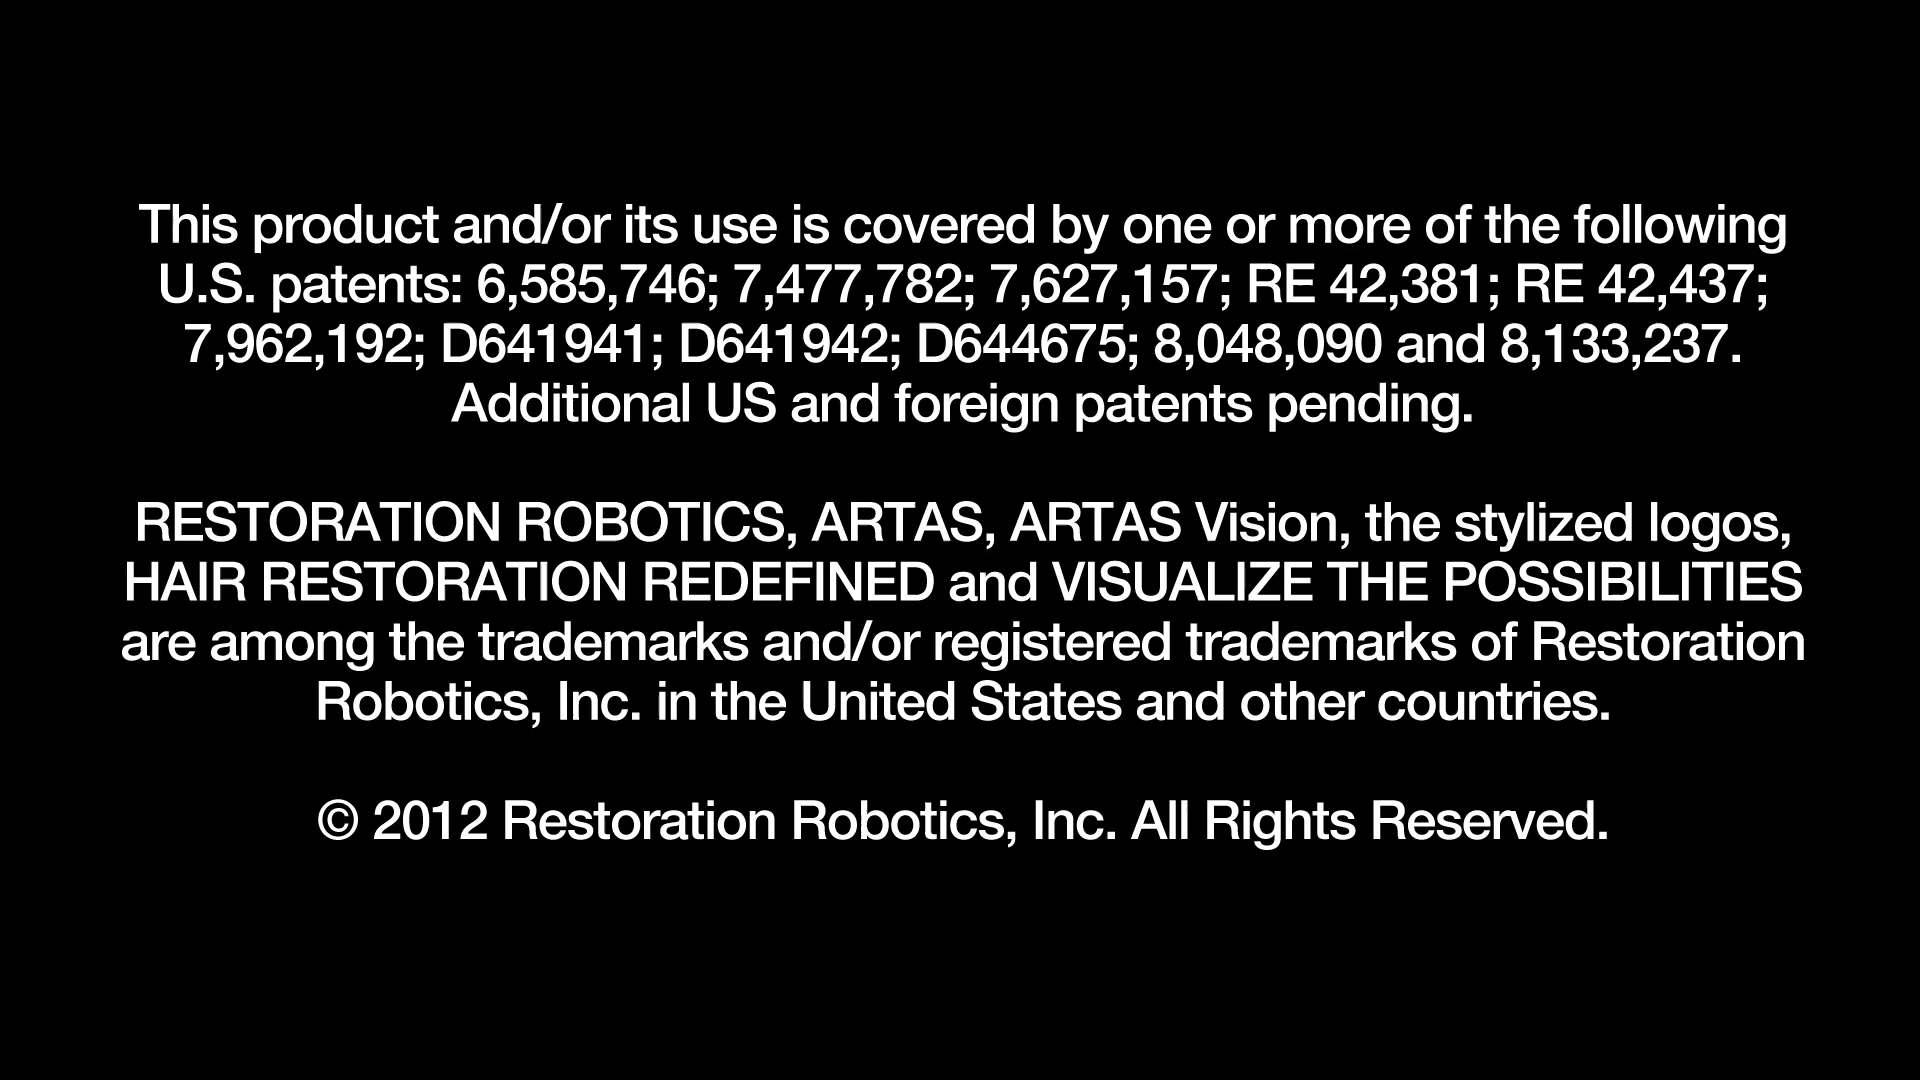 This product and/or its use is covered by one or more of the following
U.S. patents: 6,585,746; 7,477,782; 7,627,157; RE 42,381; RE 42,437;
7,962,192; D641941; D641942; D644675; 8,048,090 and 8,133,237.
Additional US and foreign patents pending.
RESTORATION ROBOTICS, ARTAS, ARTAS Vision, the stylized logos,
HAIR RESTORATION REDEFINED and VISUALIZE THE POSSIBILITIES
are among the trademarks and/or registered trademarks of Restoration
Robotics, Inc. in the United States and other countries.
© 2012 Restoration Robotics, Inc. All Rights Reserved.